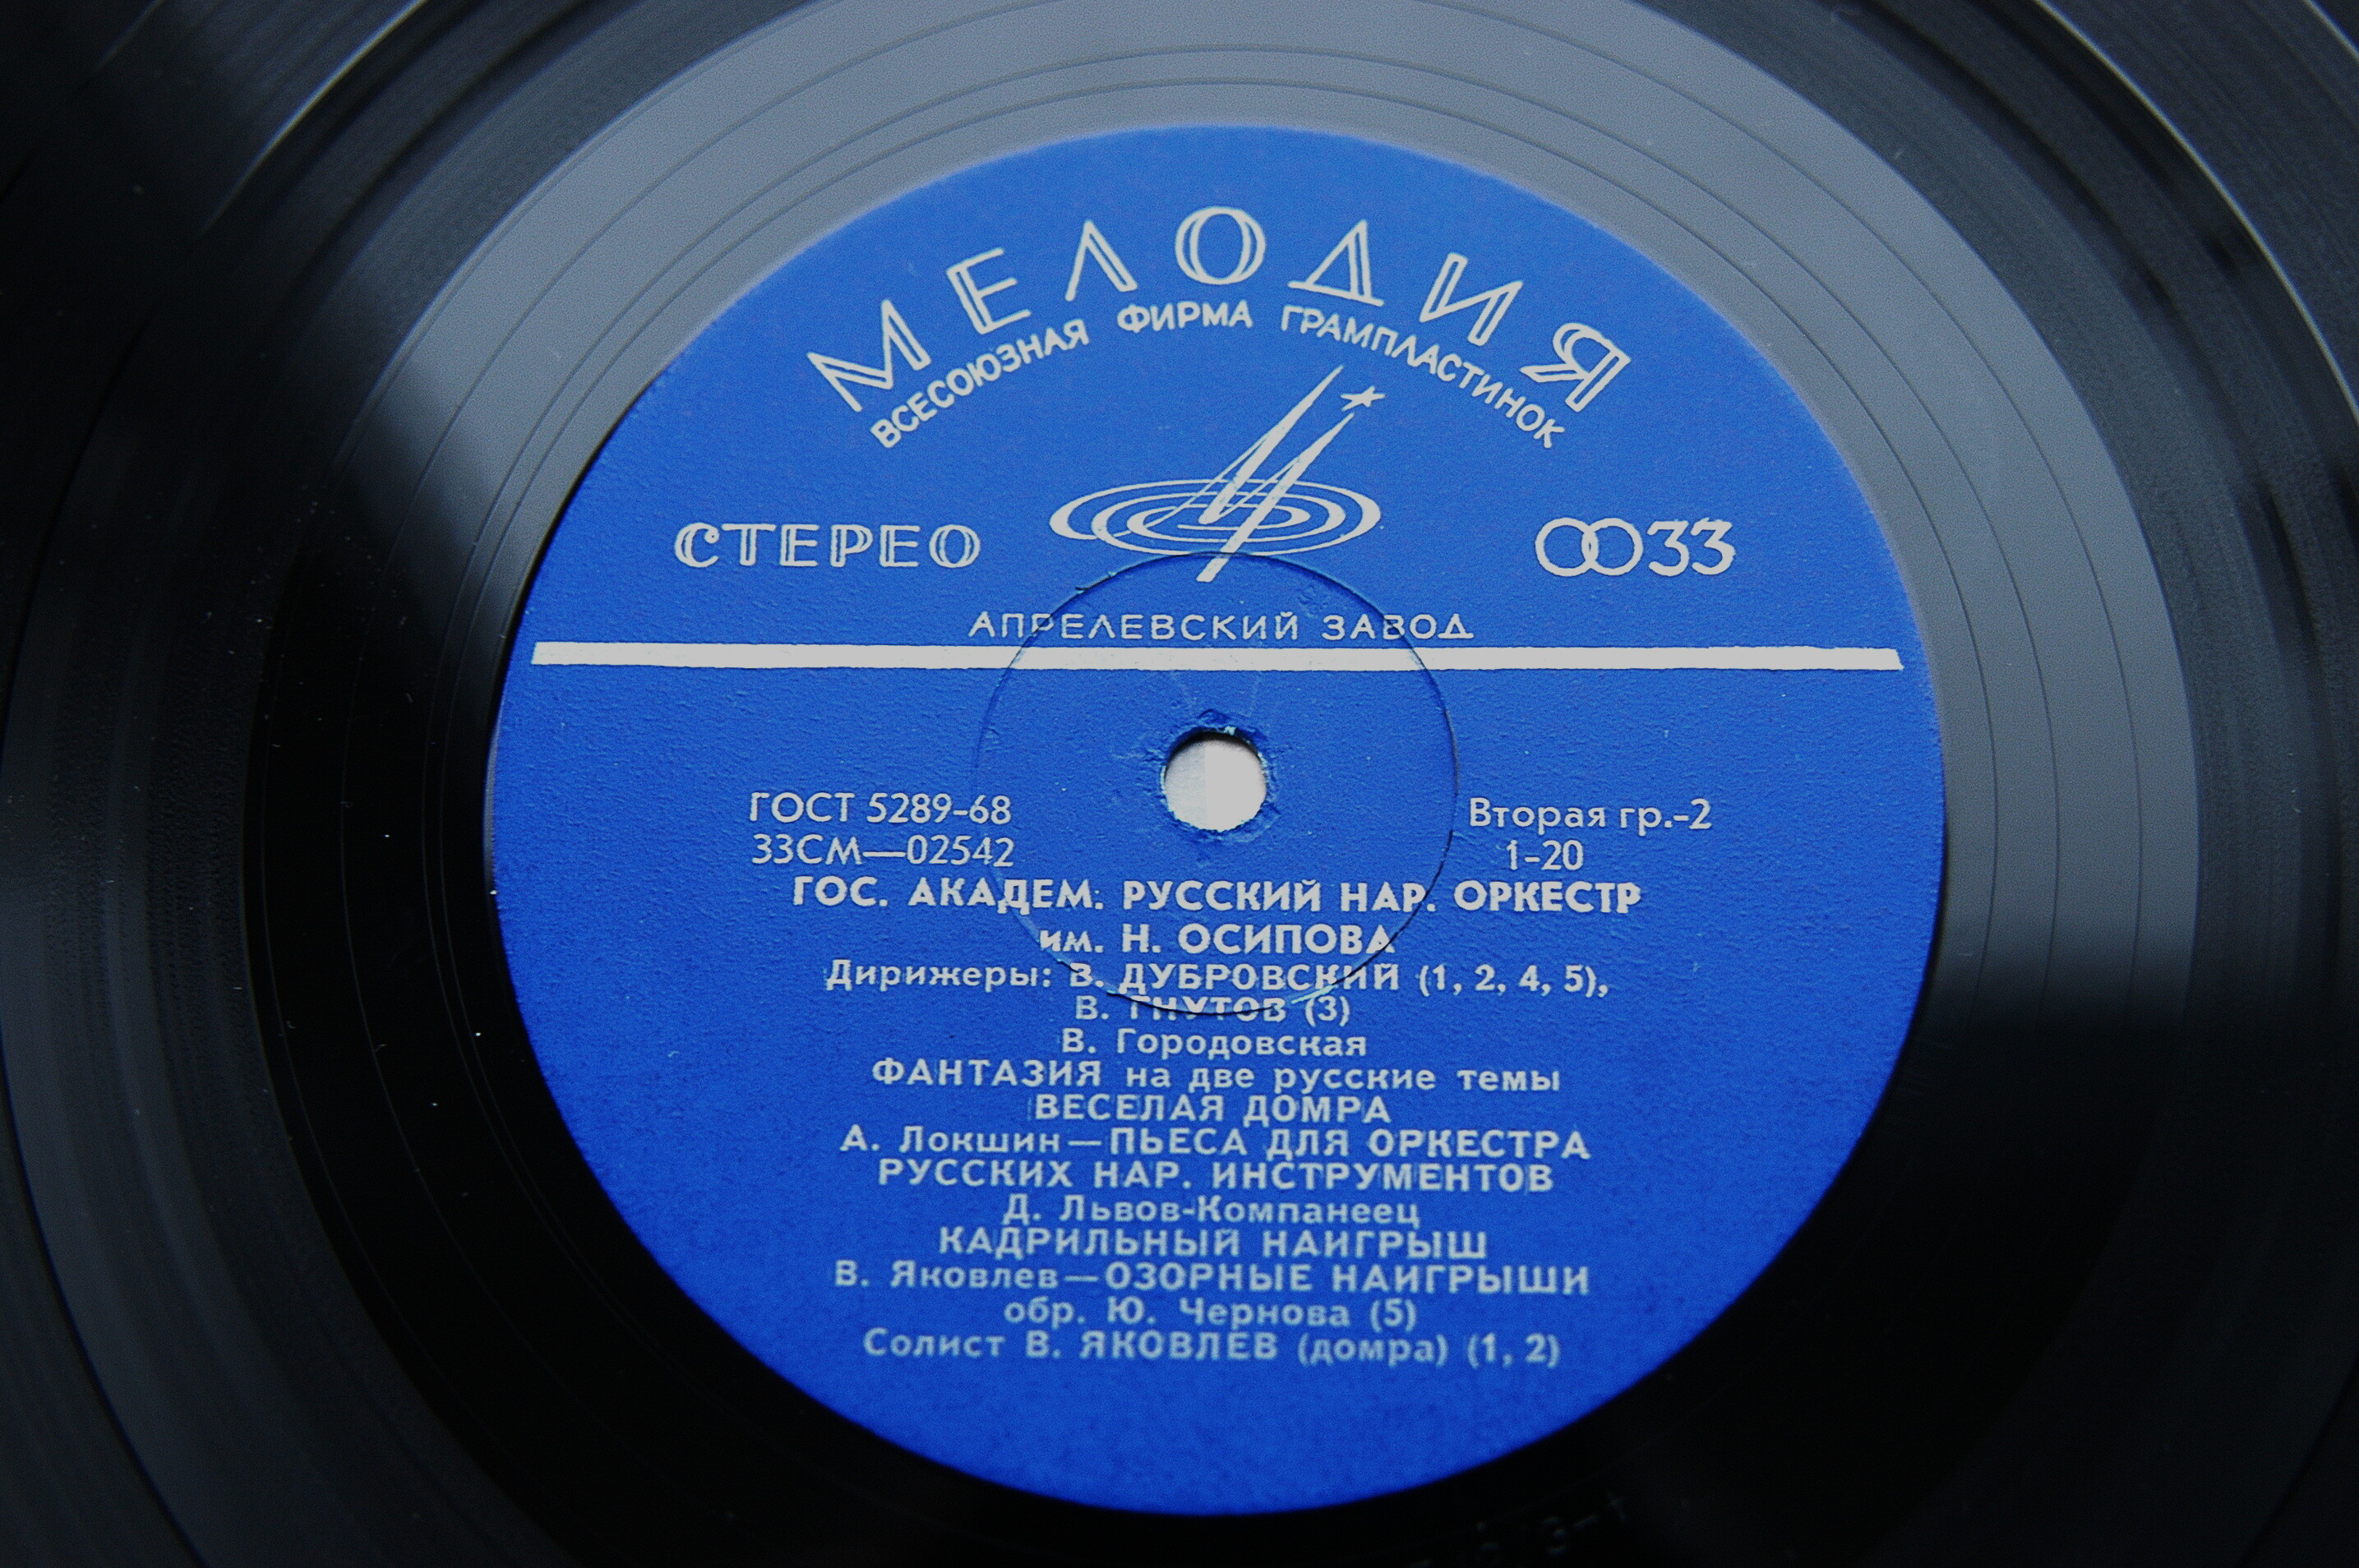 МЕЛОДИЯ
ВСЕСОЮЗНАЯ ФИРМА ГРАМПЛАСТИНОК
СТЕРЕО
33
АПРЕЛЕВСКИЙ ЗАВОД
ГОСТ 5289-68
Вторая гр.-2
33СМ—02542
1-20
ГОС. АКАДЕМ. РУССКИЙ НАР. ОРКЕСТР
им. Н. ОСИПОВА
Дирижеры: В. ДУБРОВСКИЙ (1, 2, 4, 5),
В. ГНУТОВ (3)
В. Городовская
ФАНТАЗИЯ на две русские темы
ВЕСЕЛАЯ ДОМРА
А. Локшин—ПЬЕСА ДЛЯ ОРКЕСТРА
РУССКИХ НАР. ИНСТРУМЕНТОВ
Д. Львов-Компанеец
КАДРИЛЬНЫЙ НАИГРЫШ
В. Яковлев—ОЗОРНЫЕ НАИГРЫШИ
обр. Ю. Чернова (5)
Солист В. ЯКОВЛЕВ (домра) (1, 2)